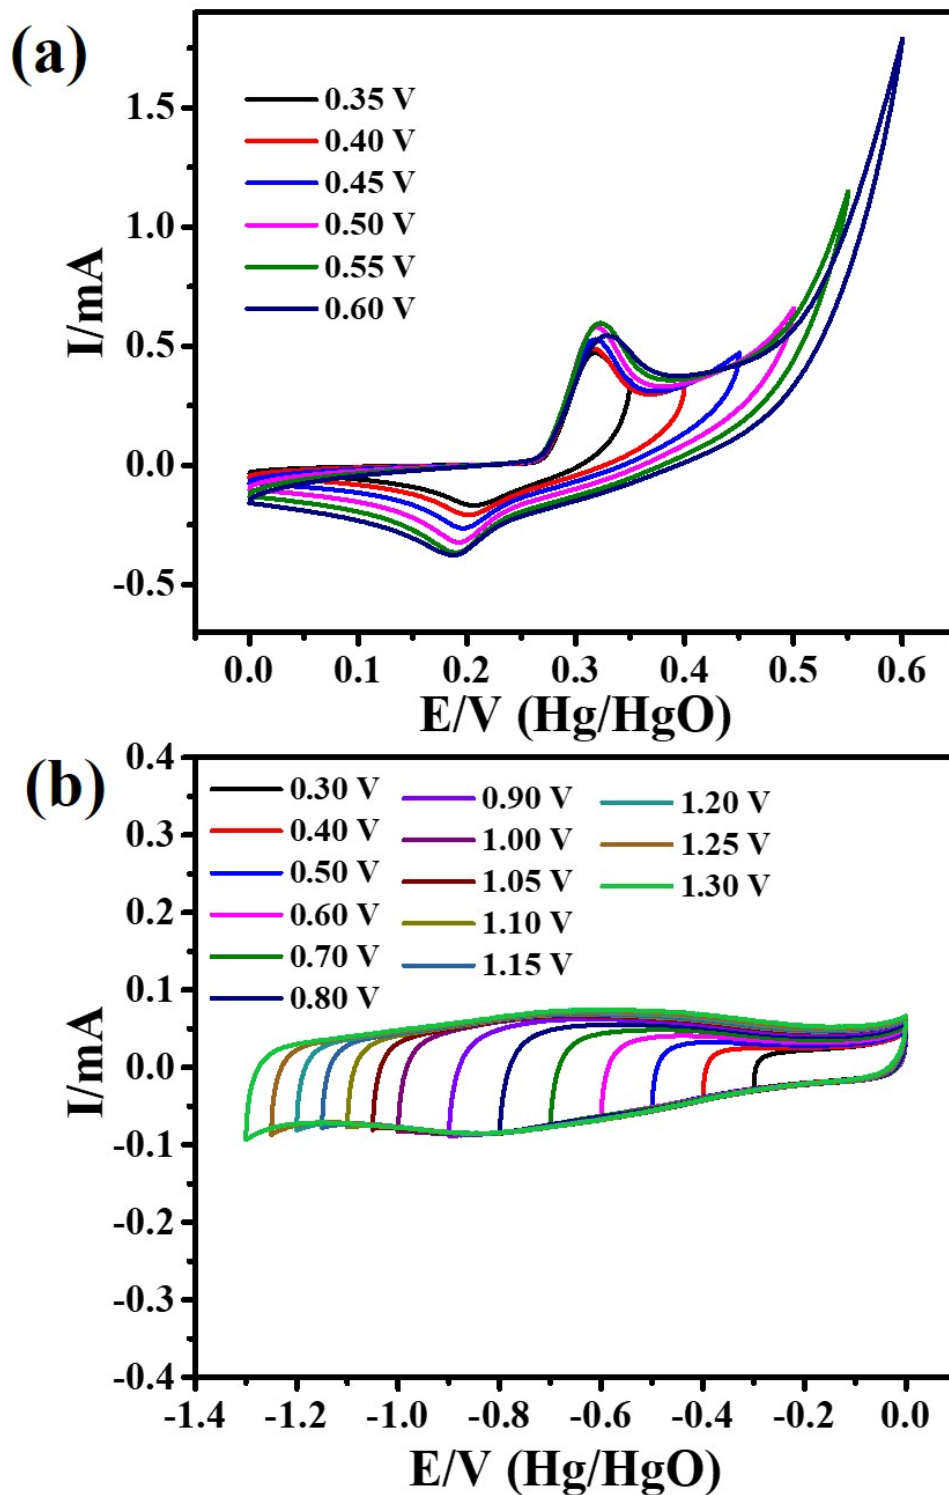 (a)
0.35 V
0.40 V
0.45 V
0.50 V
0.55 V
0.60 V
I/mA
1.5
1.0
0.5
0.0
-0.5
0.0 0.1 0.2 0.3 0.4 0.5 0.6
E/V (Hg/HgO)
(b)
0.30 V
0.40 V
0.50 V
0.60 V
0.70 V
0.80 V
0.90 V
1.00 V
1.05 V
1.10 V
1.15 V
1.20 V
1.25 V
1.30 V
I/mA
0.4
0.3
0.2
0.1
0.0
-0.1
-0.2
-0.3
-0.4
-1.4 -1.2 -1.0 -0.8 -0.6 -0.4 -0.2 0.0
E/V (Hg/HgO)